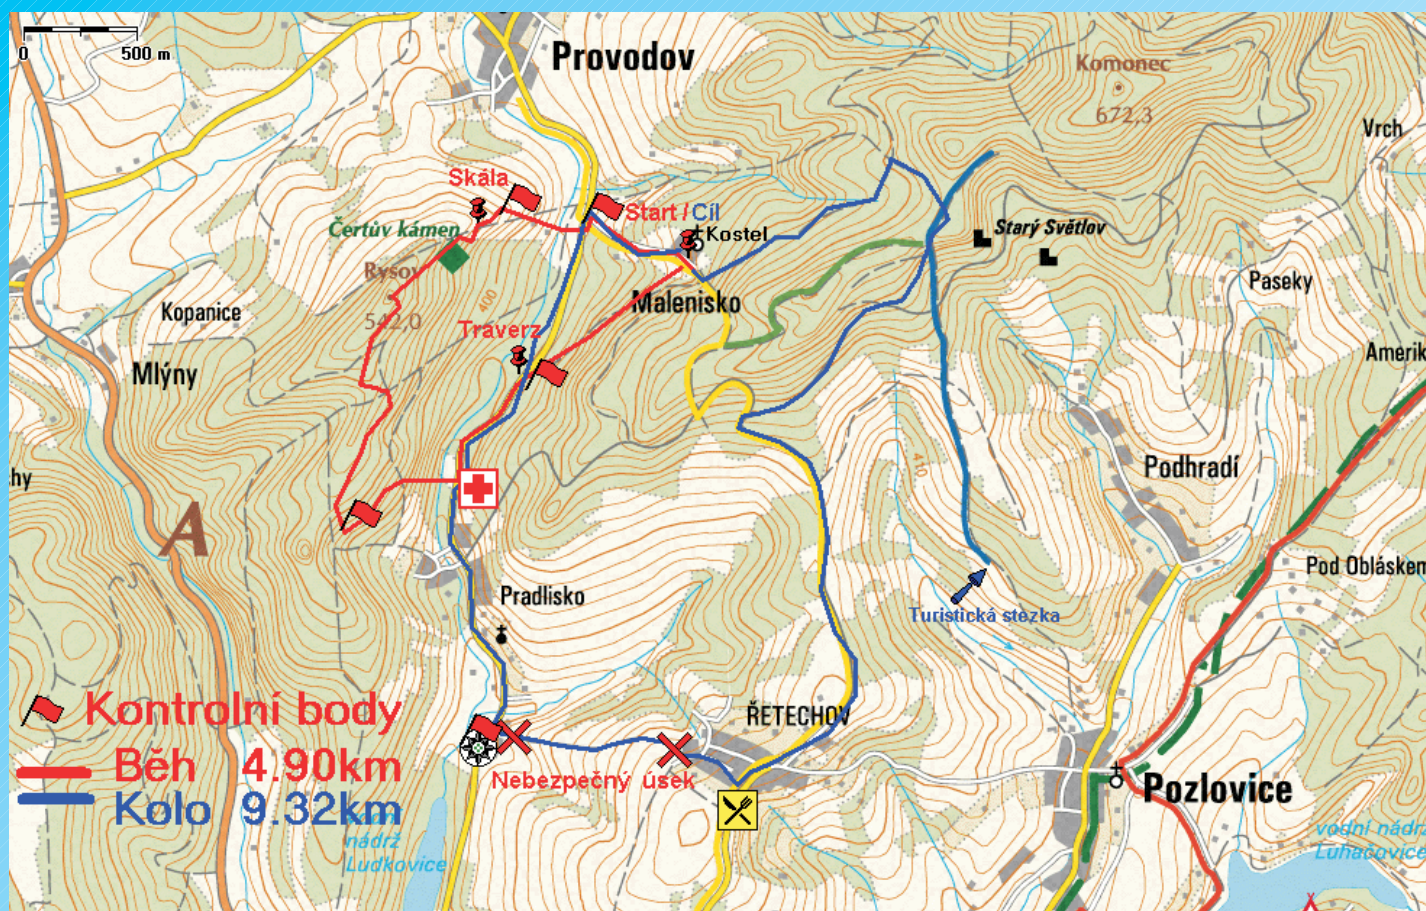 0 500 m
Provodov
Komonec
672,3
Vrch
Skála
Start / Cíl
Kostel
Čertův kámen
Starý Světlov
Rysov
542,0
400
Kopanice
Malenisko
Paseky
Traverz
Mlýny
Amerik
hy
410
Podhradí
A
Pod Obláskem
Pradlisko
Turistická stezka
Kontrolní body
ŘETECHOV
Běh 4.90km
Nebezpečný úsek
Kolo 9.32km
Pozlovice
nádrž
Ludkovice
vodní nádrž
Luhačovice